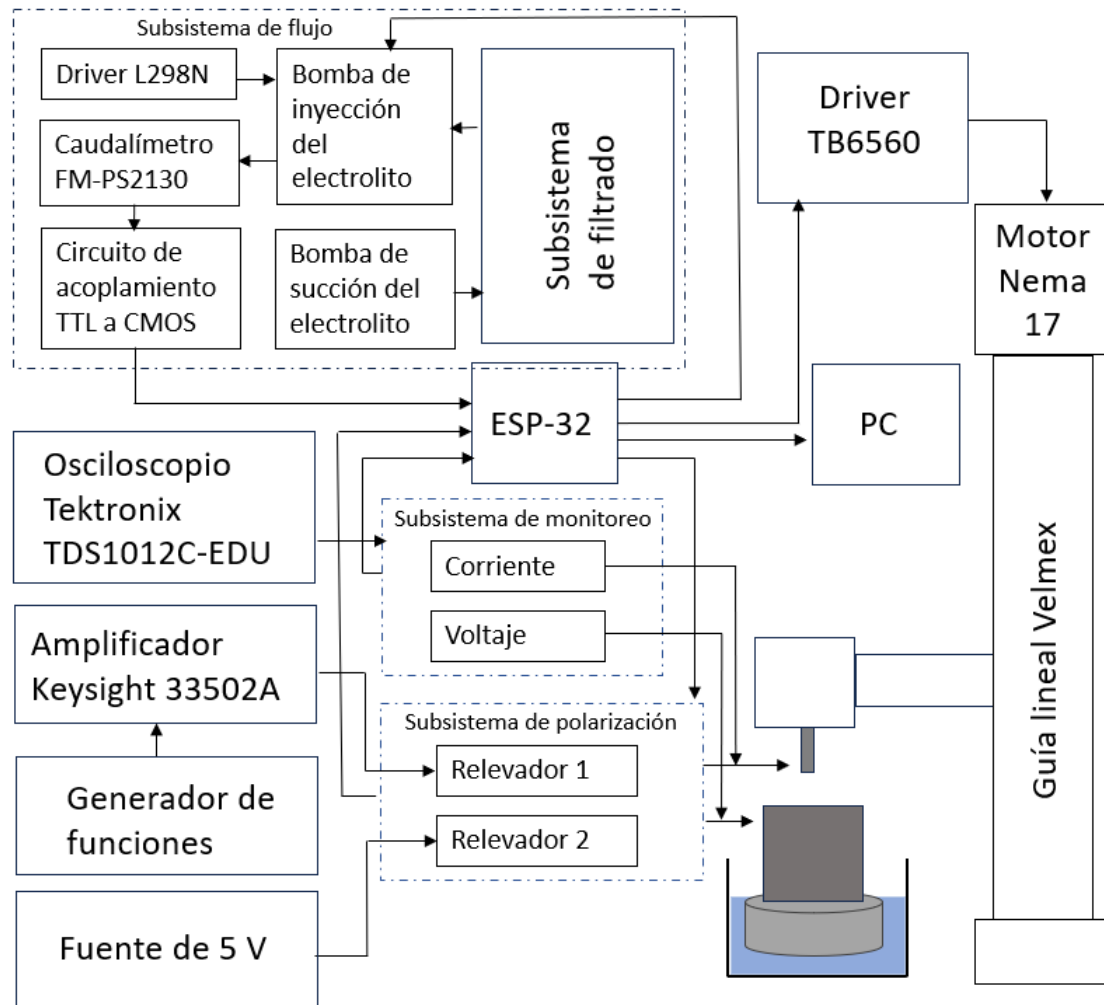 Subsistema de flujo
Driver L298N
Bomba de
inyección del
electrolito
Caudalímetro
FM-PS2130
Circuito de
acoplamiento
TTL a CMOS
Bomba de
succión del
electrolito
Subsistema
de filtrado
Driver
TB6560
Motor
Nema
17
ESP-32
PC
Osciloscopio
Tektronix
TDS1012C-EDU
Subsistema de monitoreo
Corriente
Voltaje
Amplificador
Keysight 33502A
Subsistema de polarización
Relevador 1
Relevador 2
Generador de
funciones
Fuente de 5 V
Guía lineal Velmex